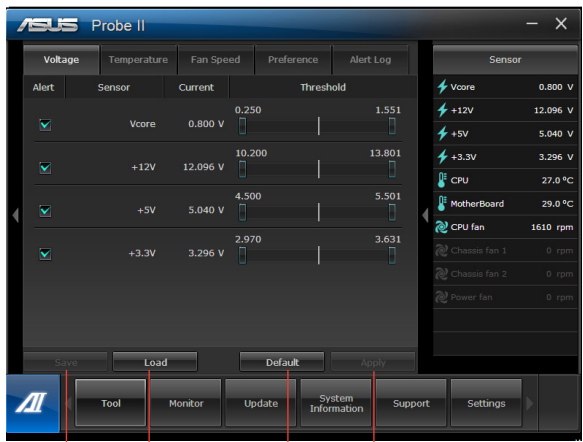 ASUS Probe II
Voltage Temperature Fan Speed Preference Alert Log
Alert Sensor Current Threshold
Vcore 0.800 V 0.250 1.551
+12V 12.096 V 10.200 13.801
+5V 5.040 V 4.500 5.501
+3.3V 3.296 V 2.970 3.631
Save Load Default Apply
Sensor
Vcore 0.800 V
+12V 12.096 V
+5V 5.040 V
+3.3V 3.296 V
CPU 27.0 ºC
MotherBoard 29.0 ºC
CPU fan 1610 rpm
Chassis fan 1 0 rpm
Chassis fan 2 0 rpm
Power fan 0 rpm
AI Tool Monitor Update System Information Support Settings